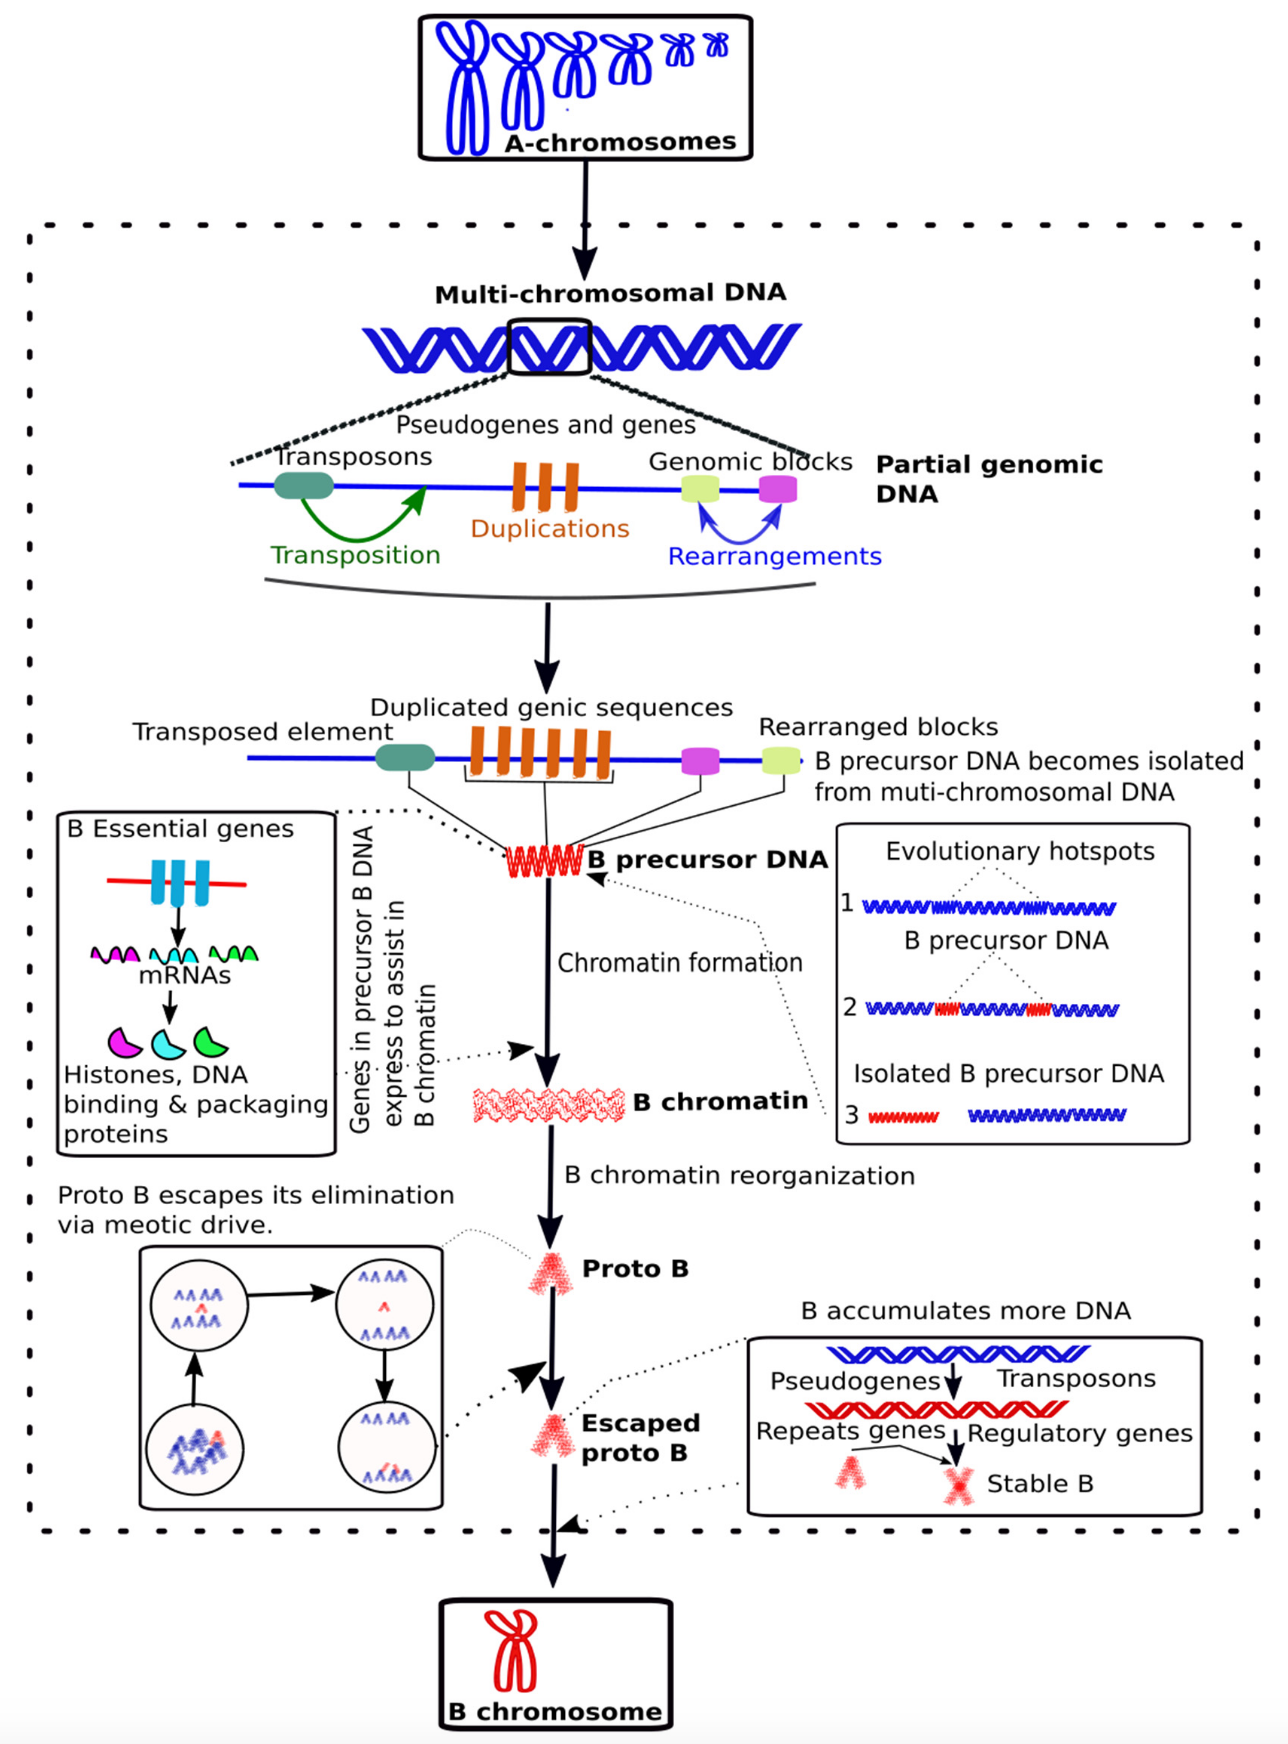 A-chromosomes
Multi-chromosomal DNA
Pseudogenes and genes
Transposons
Genomic blocks
Partial genomic
DNA
Duplications
Transposition
Rearrangements
Duplicated genic sequences
Transposed element
Rearranged blocks
B precursor DNA becomes isolated
from muti-chromosomal DNA
B Essential genes
mRNAs
Histones, DNA
binding & packaging
proteins
Genes in precursor B DNA
express to assist in
B chromatin
B precursor DNA
Evolutionary hotspots
1
B precursor DNA
2
Isolated B precursor DNA
3
Chromatin formation
B chromatin
B chromatin reorganization
Proto B escapes its elimination
via meotic drive.
Proto B
B accumulates more DNA
Pseudogenes
Transposons
Repeats genes
Regulatory genes
Stable B
Escaped
proto B
B chromosome